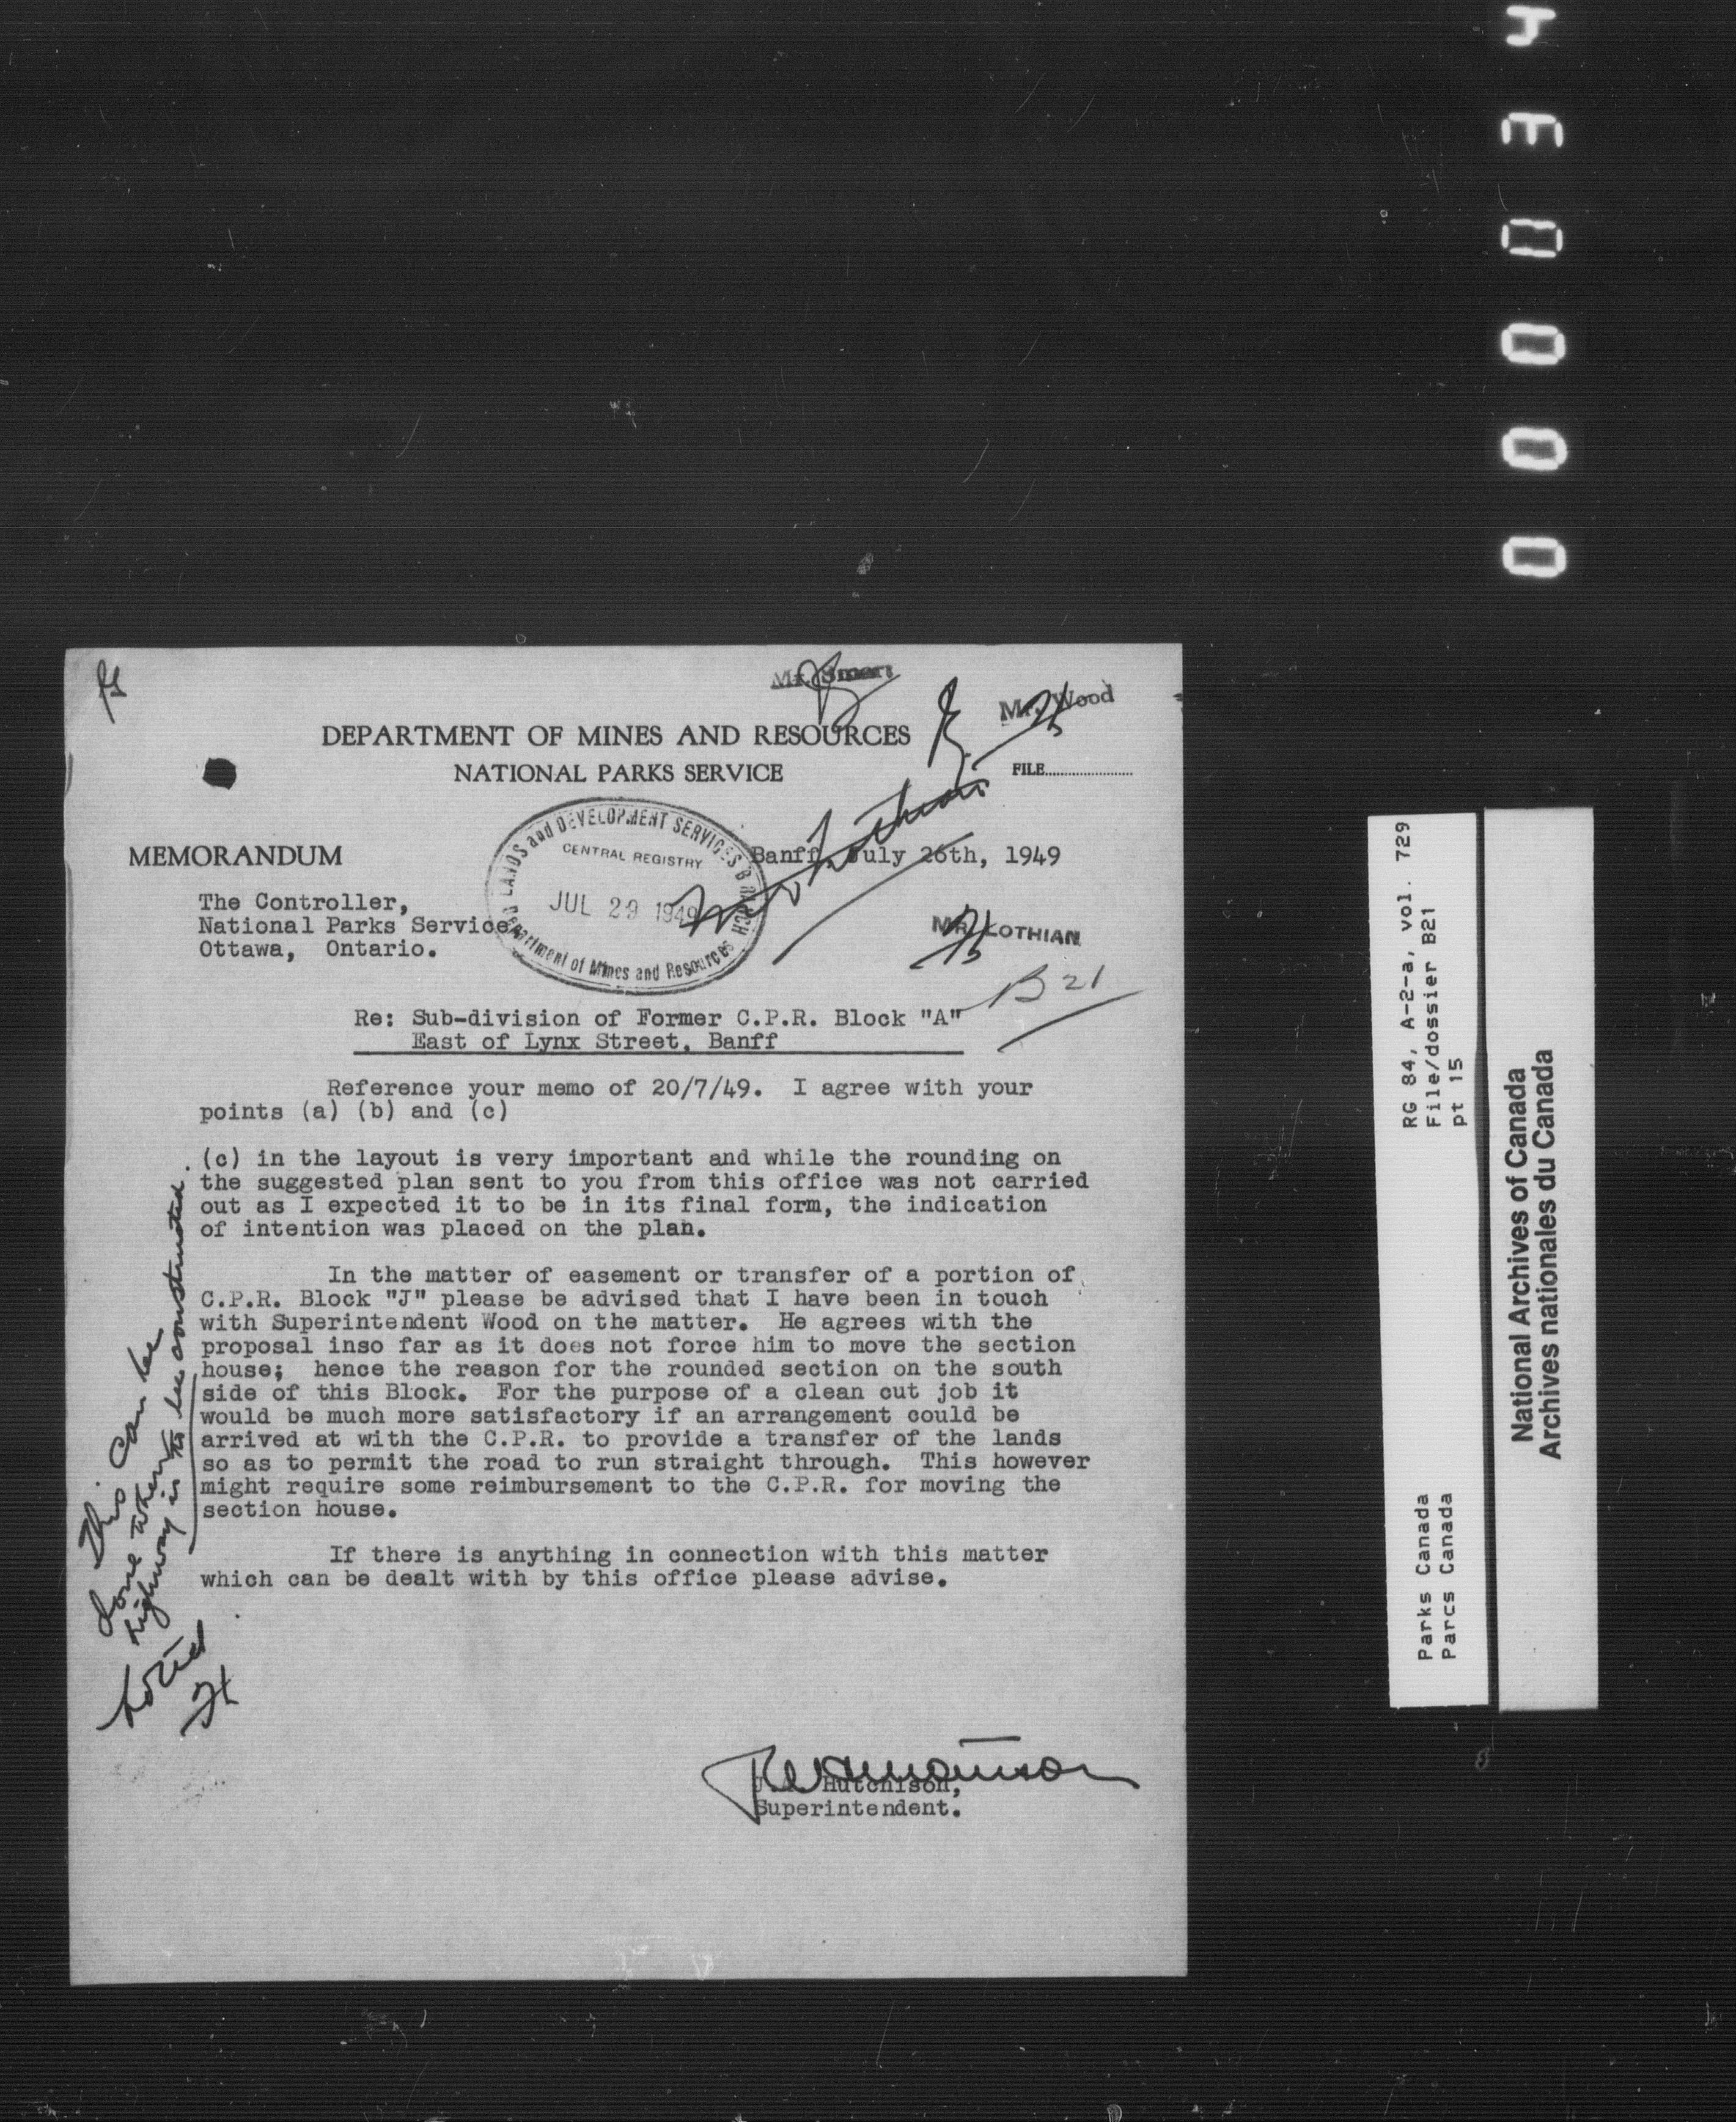 Mr. Smart
Mr. Wood
DEPARTMENT OF MINES AND RESOURCES
NATIONAL PARKS SERVICE
FILE
LANDS and DEVELOPMENT SERVICES BRANCH
CENTRAL REGISTRY
JUL 29 1949
Department of Mines and Resources
MEMORANDUM
Banff, July 26th, 1949
Mr Lothian
The Controller,
National Parks Service,
Ottawa, Ontario.
MR. LOTHIAN
B 21
Re: Sub-division of Former C.P.R. Block "A"
East of Lynx Street, Banff
Reference your memo of 20/7/49. I agree with your
points (a) (b) and (c)
(c) in the layout is very important and while the rounding on
the suggested plan sent to you from this office was not carried
out as I expected it to be in its final form, the indication
of intention was placed on the plan.
In the matter of easement or transfer of a portion of
C.P.R. Block "J" please be advised that I have been in touch
with Superintendent Wood on the matter. He agrees with the
proposal inso far as it does not force him to move the section
house; hence the reason for the rounded section on the south
side of this Block. For the purpose of a clean cut job it
would be much more satisfactory if an arrangement could be
arrived at with the C.P.R. to provide a transfer of the lands
so as to permit the road to run straight through. This however
might require some reimbursement to the C.P.R. for moving the
section house.
If there is anything in connection with this matter
which can be dealt with by this office please advise.
This can be
done when
highway is to be constructed.
Noted
J.A. Hutchison,
Superintendent.
RG 84, A-2-a, vol. 729
File/dossier B21
pt 15
Parks Canada
Parcs Canada
National Archives of Canada
Archives nationales du Canada